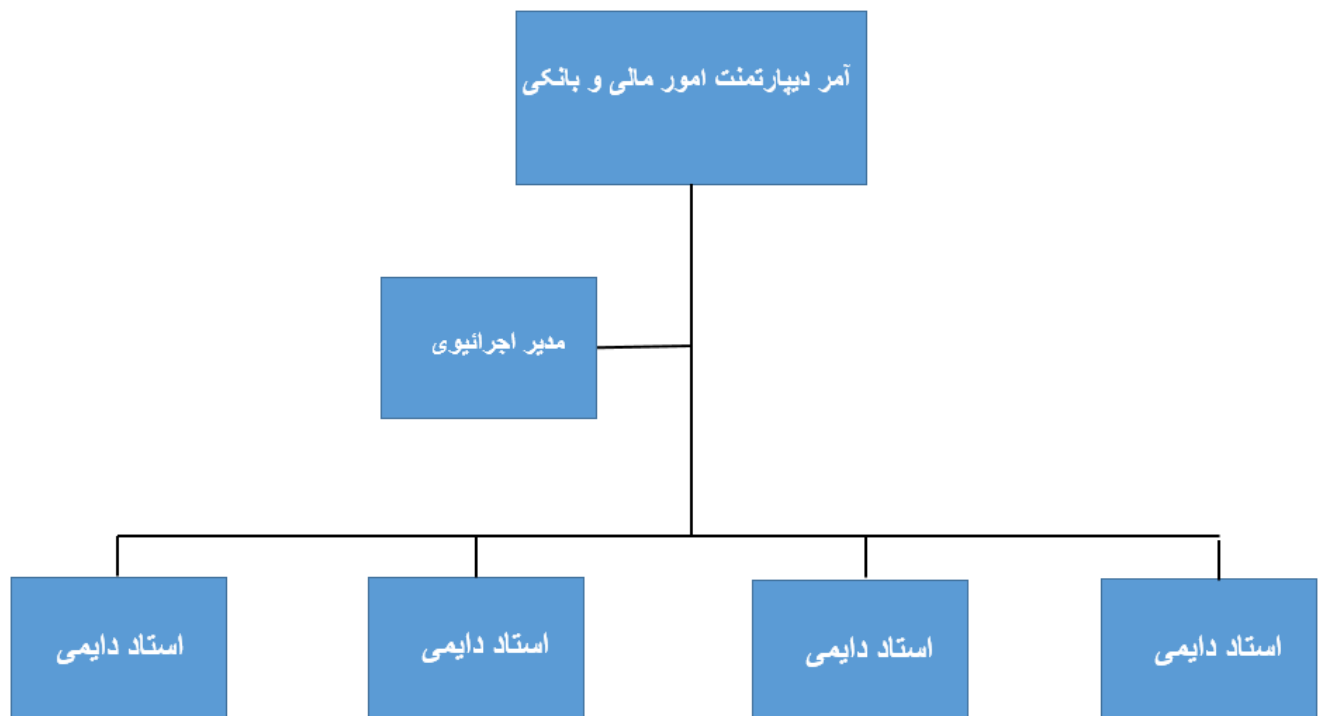 آمر دیپارتمنت امور مالی و بانکی
مدیر اجرائیوی
استاد دایمی
استاد دایمی
استاد دایمی
استاد دایمی